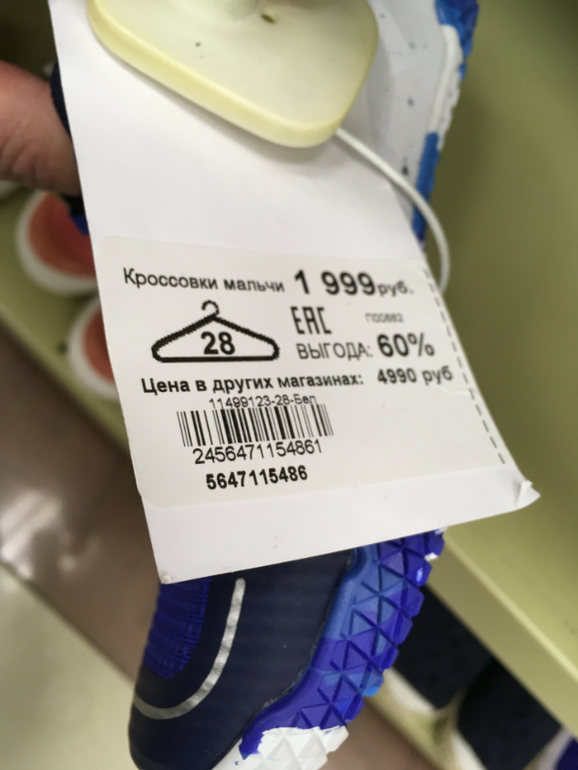 Кроссовки мальчи 1 999 руб.
28
ЕАС
ВЫГОДА: 60%
Цена в других магазинах: 4990 руб
11499123-28-Бел
2456471154861
5647115486